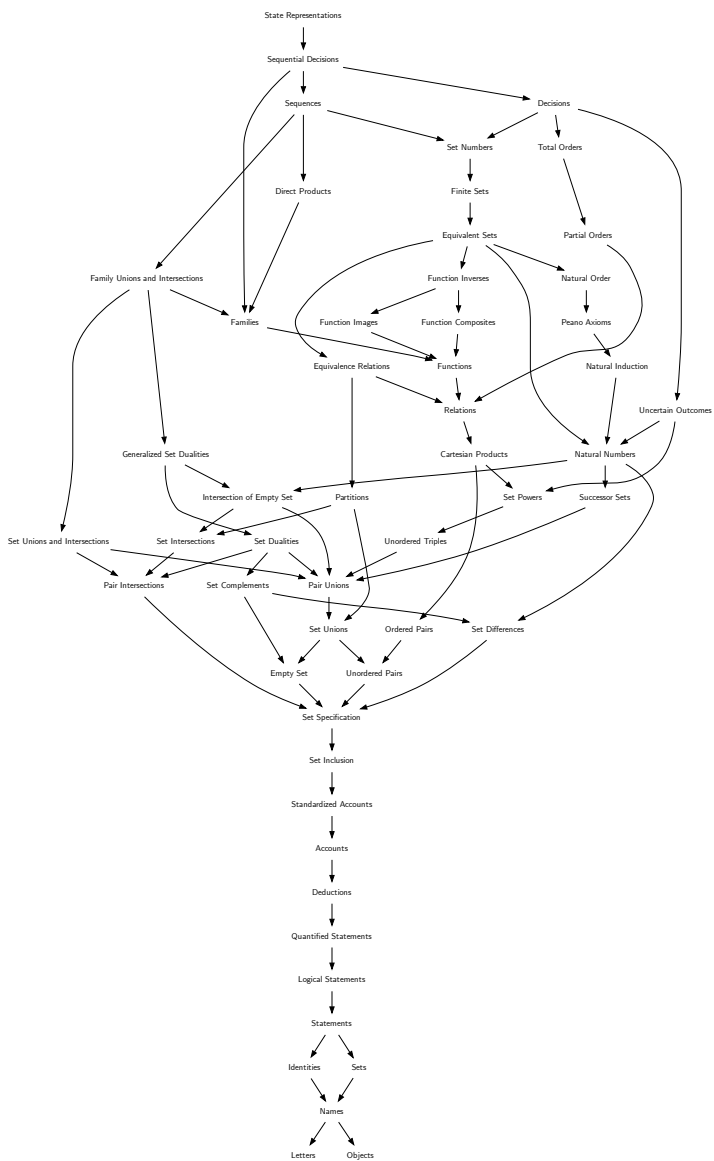 State Representations
Sequential Decisions
Sequences
Decisions
Set Numbers
Total Orders
Direct Products
Finite Sets
Equivalent Sets
Partial Orders
Family Unions and Intersections
Function Inverses
Natural Order
Families
Function Images
Function Composites
Peano Axioms
Equivalence Relations
Functions
Natural Induction
Relations
Uncertain Outcomes
Generalized Set Dualities
Cartesian Products
Natural Numbers
Intersection of Empty Set
Partitions
Set Powers
Successor Sets
Set Unions and Intersections
Set Intersections
Set Dualities
Unordered Triples
Pair Intersections
Set Complements
Pair Unions
Set Unions
Ordered Pairs
Set Differences
Empty Set
Unordered Pairs
Set Specification
Set Inclusion
Standardized Accounts
Accounts
Deductions
Quantified Statements
Logical Statements
Statements
Identities
Sets
Names
Letters
Objects